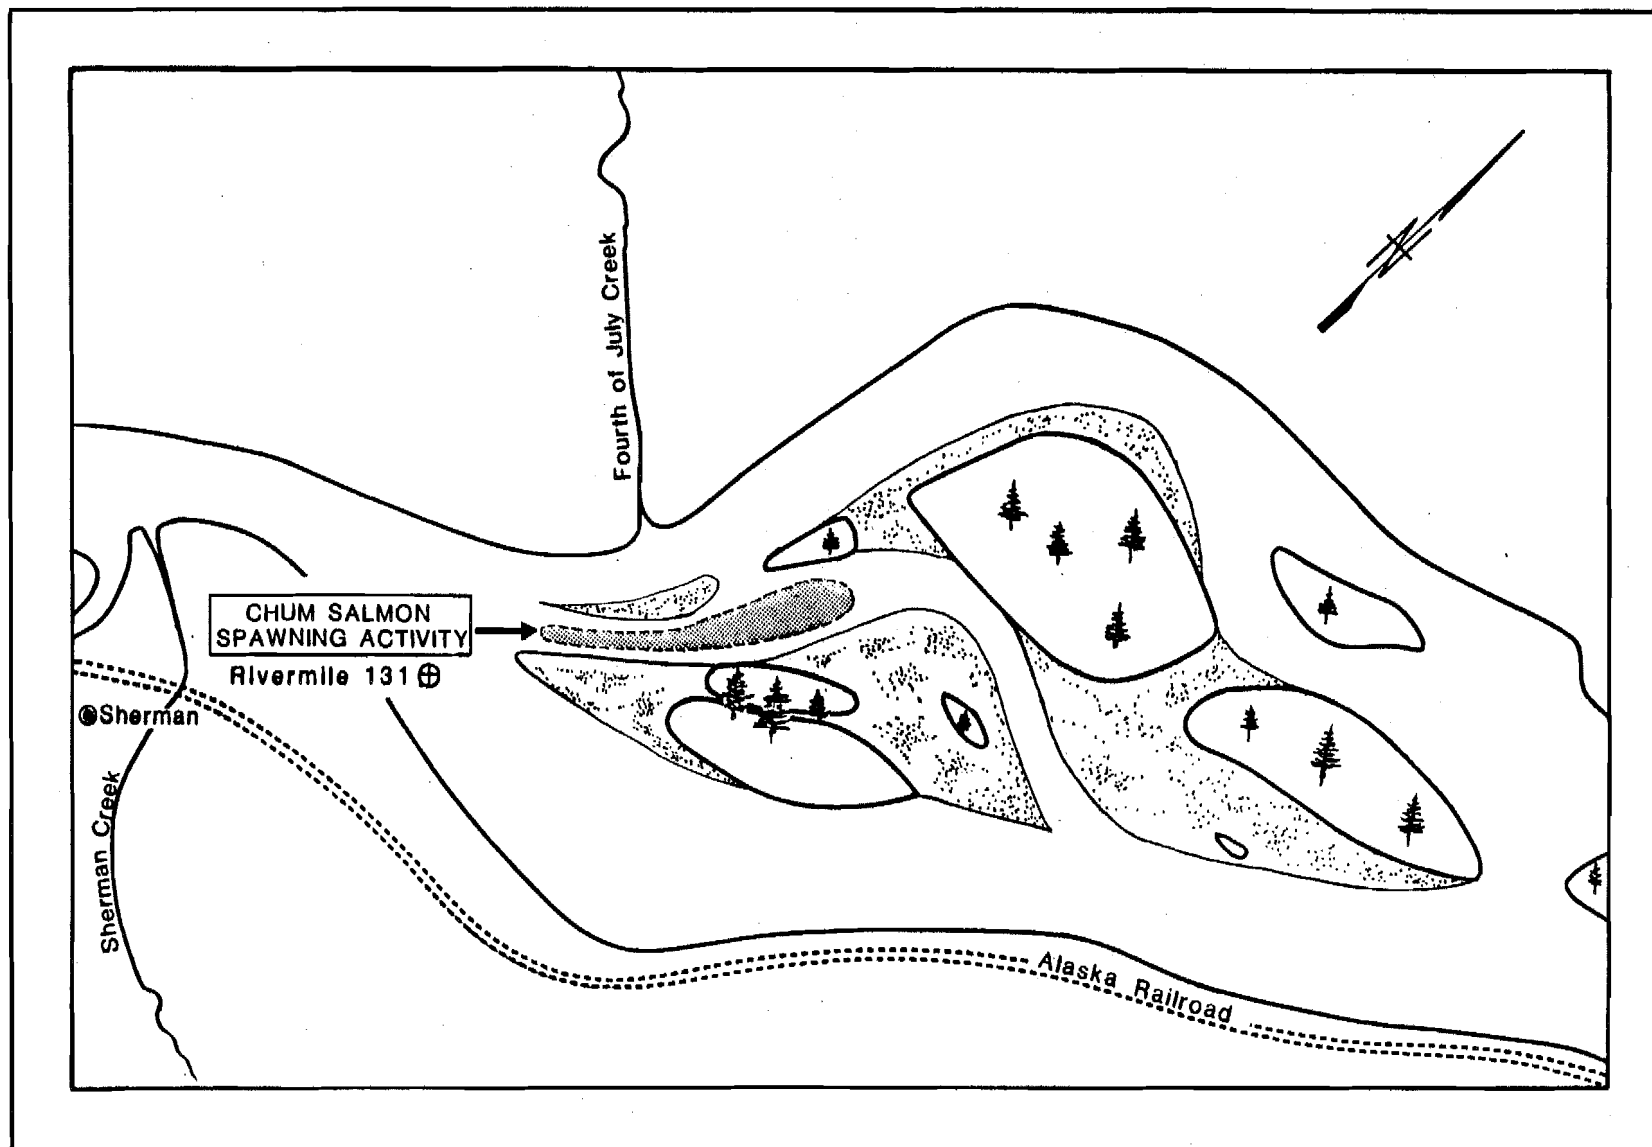 Fourth of July Creek
CHUM SALMON
SPAWNING ACTIVITY
Rivermile 131
Sherman
Sherman Creek
Alaska Railroad